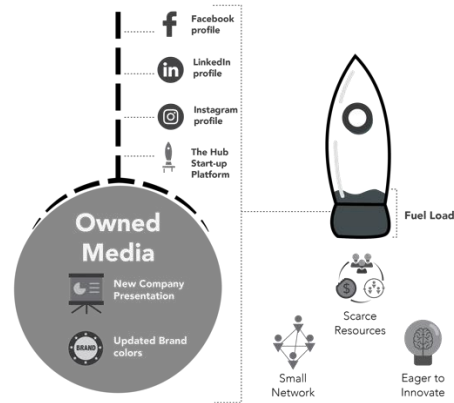 Facebook
profile
LinkedIn
profile
in
Instagram
profile
The Hub
Start-up
Platform
Owned
Media
New Company
Presentation
BRAND
Updated Brand
colors
Fuel Load
$
Scarce
Resources
Small
Network
Eager to
Innovate